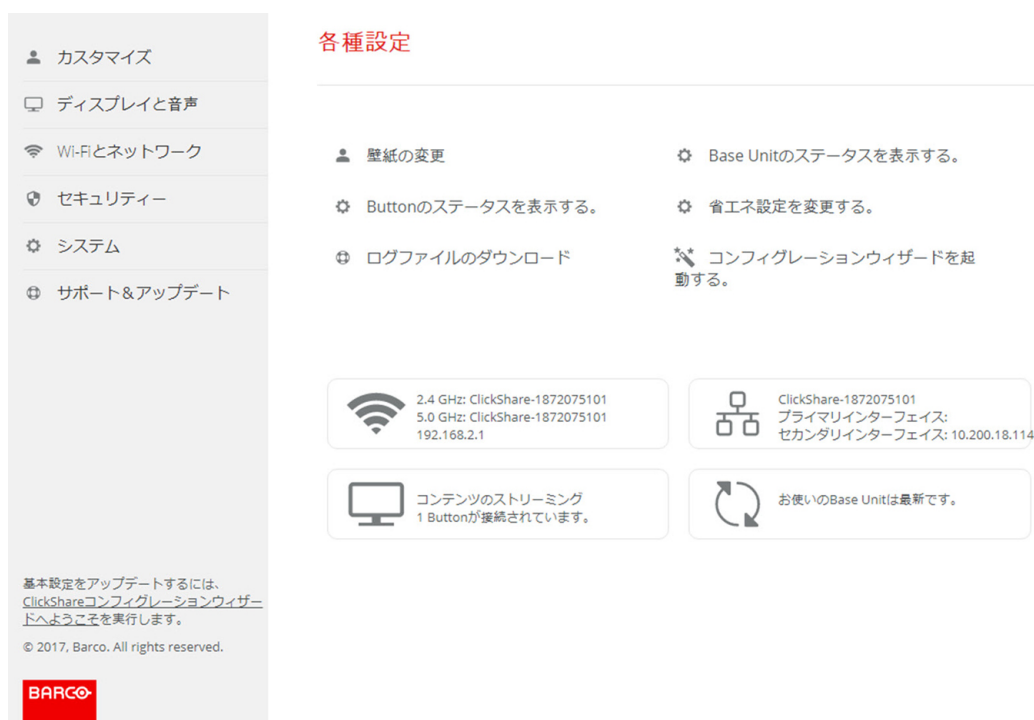 カスタマイズ
ディスプレイと音声
Wi-Fiとネットワーク
セキュリティー
システム
サポート＆アップデート
基本設定をアップデートするには、
ClickShareコンフィグレーションウィザー
ドへようこそを実行します。
© 2017, Barco. All rights reserved.
BARCO
各種設定
壁紙の変更
Base Unitのステータスを表示する。
Buttonのステータスを表示する。
省エネ設定を変更する。
ログファイルのダウンロード
コンフィグレーションウィザードを起
動する。
2.4 GHz: ClickShare-1872075101
5.0 GHz: ClickShare-1872075101
192.168.2.1
ClickShare-1872075101
プライマリインターフェイス:
セカンダリインターフェイス: 10.200.18.114
コンテンツのストリーミング
1 Buttonが接続されています。
お使いのBase Unitは最新です。